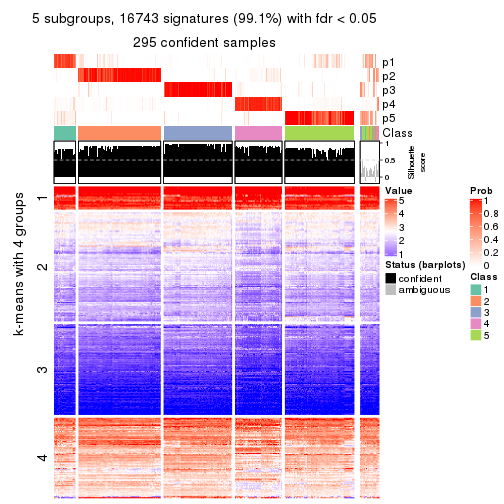 5 subgroups, 16743 signatures (99.1%) with fdr < 0.05
295 confident samples
p1
p2
p3
p4
p5
Class
1
0.5
0
Silhouette
score
k-means with 4 groups
1
2
3
4
Value
5
4
3
2
1
Status (barplots)
confident
ambiguous
Prob
1
0.8
0.6
0.4
0.2
0
Class
1
2
3
4
5